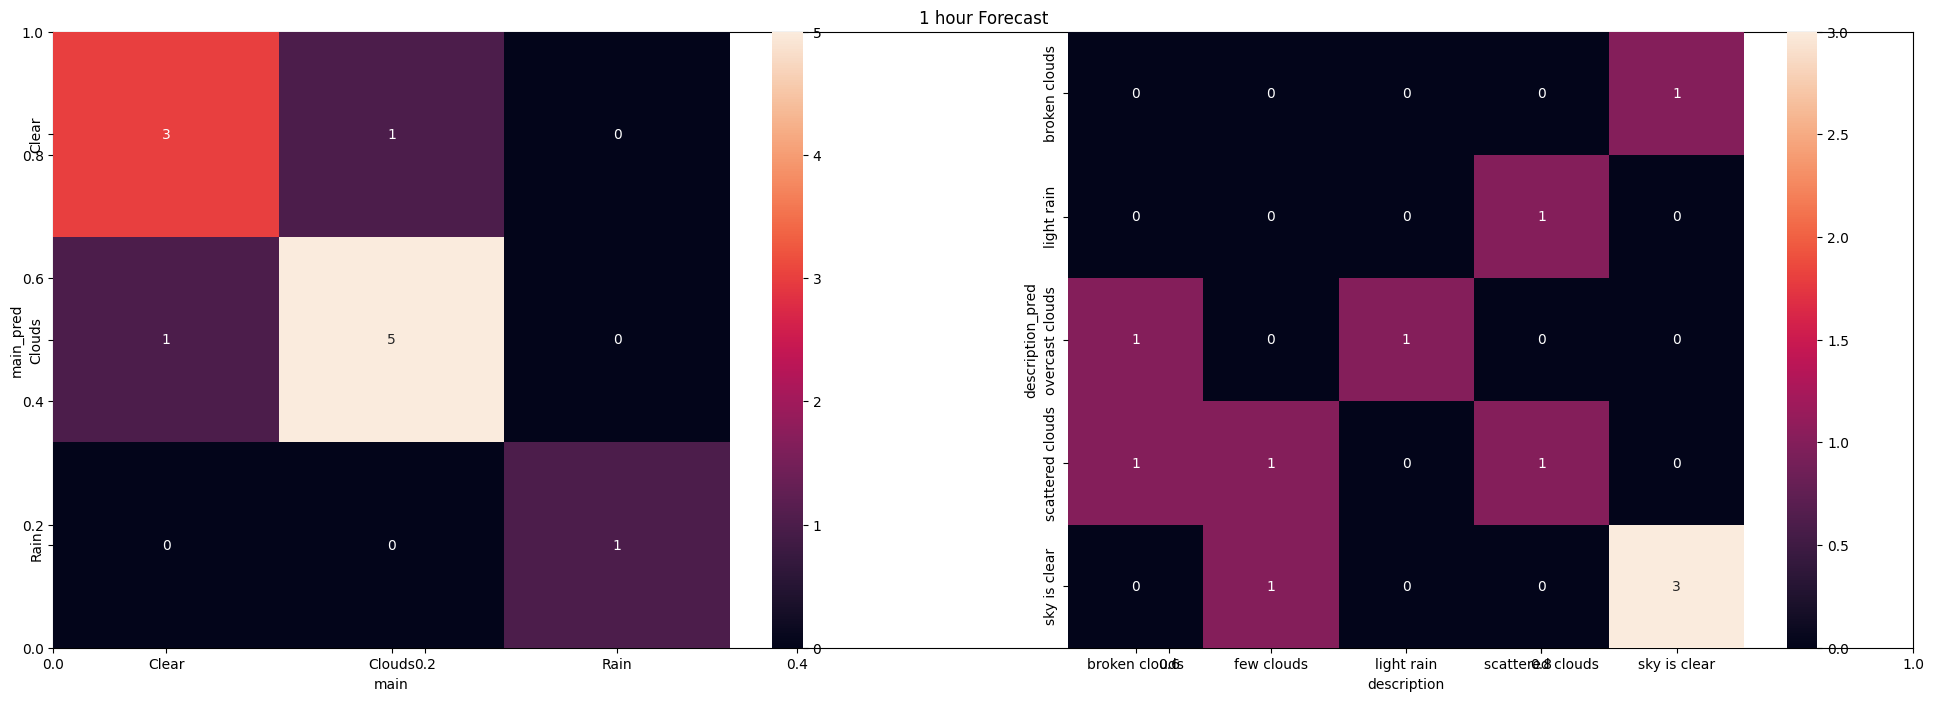 1 hour Forecast
1.0
0.8
0.6
0.4
0.2
0.0
main_pred
Clear
Clouds
Rain
3 1 0
1 5 0
0 0 1
0.0 Clear Clouds 0.2 Rain 0.4
main
5
4
3
2
1
0
description_pred
broken clouds
light rain
overcast clouds
scattered clouds
sky is clear
0 0 0 0 1
0 0 0 1 0
1 0 1 0 0
1 1 0 1 0
0 1 0 0 3
broken clouds 0.6 few clouds light rain scattered clouds 0.8 sky is clear 1.0
description
3.0
2.5
2.0
1.5
1.0
0.5
0.0